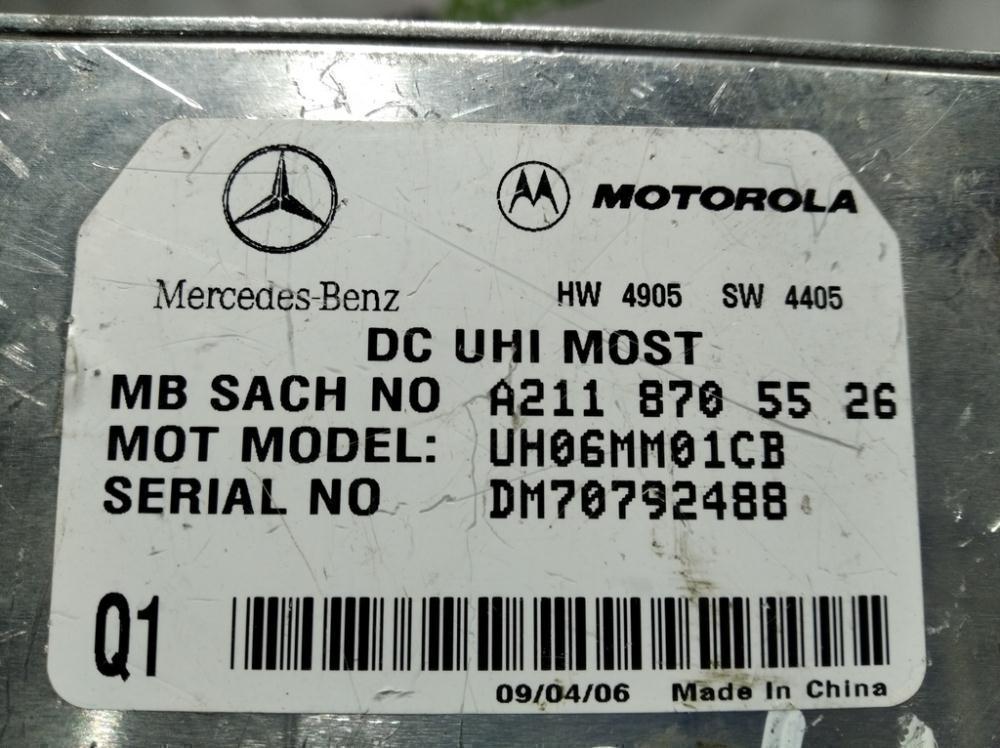 MOTOROLA
Mercedes-Benz
HW 4905 SW 4405
DC UHI MOST
MB SACH NO A211 870 55 26
MOT MODEL: UH06MM01CB
SERIAL NO DM70792488
Q1
09/04/06 Made In China